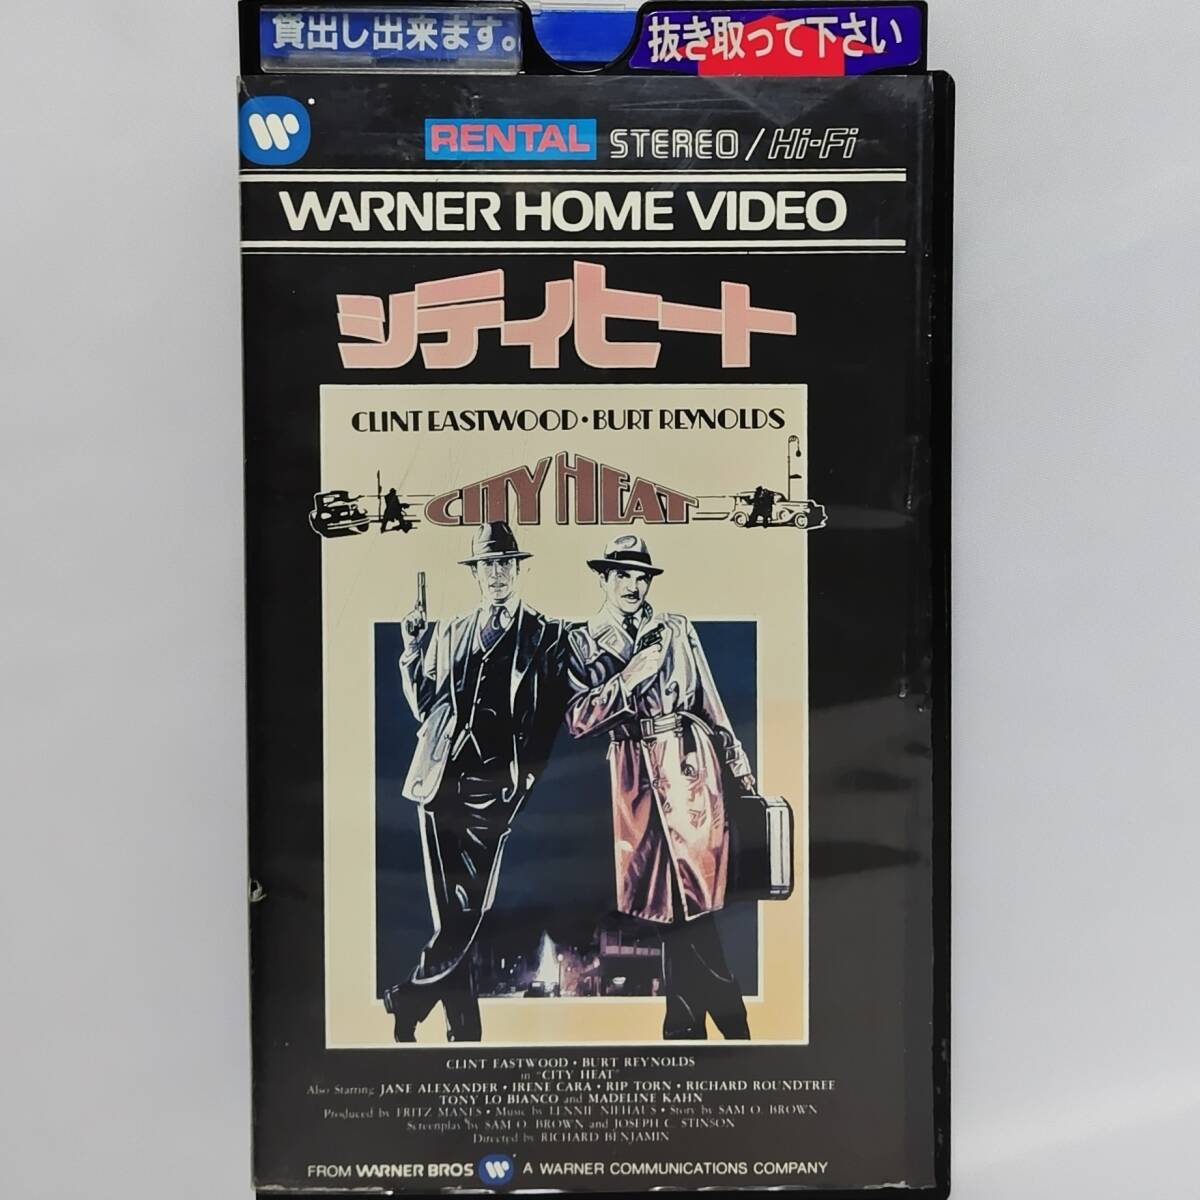 貸出し出来ます。
抜き取って下さい
RENTAL STEREO / Hi-Fi
WARNER HOME VIDEO
シティヒート
CLINT EASTWOOD • BURT REYNOLDS
CITY HEAT
CLINT EASTWOOD • BURT REYNOLDS
in "CITY HEAT"
Also Starring JANE ALEXANDER • IRENE CARA • RIP TORN • RICHARD ROUNDTREE
TONY LO BIANCO and MADELINE KAHN
Produced by FRITZ MANES • Music by LENNIE NIEHAUS • Story by SAM O. BROWN
Screenplay by SAM O. BROWN and JOSEPH C. STINSON
Directed by RICHARD BENJAMIN
FROM WARNER BROS A WARNER COMMUNICATIONS COMPANY